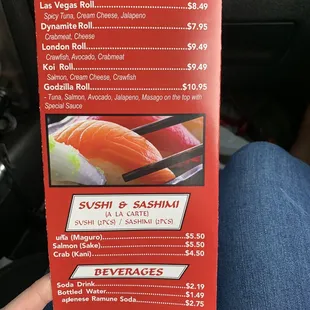 Las Vegas Roll..............................$8.49
Spicy Tuna, Cream Cheese, Jalapeno
Dynamite Roll..............................$7.95
Crabmeat, Cheese
London Roll..............................$9.49
Crawfish, Avocado, Crabmeat
Koi Roll..............................$9.49
Salmon, Cream Cheese, Crawfish
Godzilla Roll..............................$10.95
- Tuna, Salmon, Avocado, Jalapeno, Masago on the top with
Special Sauce
SUSHI & SASHIMI
(A LA CARTE)
SUSHI (2PCS) / SASHIMI (3PCS)
(Maguro)..............................$5.50
Salmon (Sake)..............................$5.50
Crab (Kani)..............................$4.50
BEVERAGES
Soda Drink..............................$2.19
Bottled Water..............................$1.49
Ramune Soda..............................$2.75